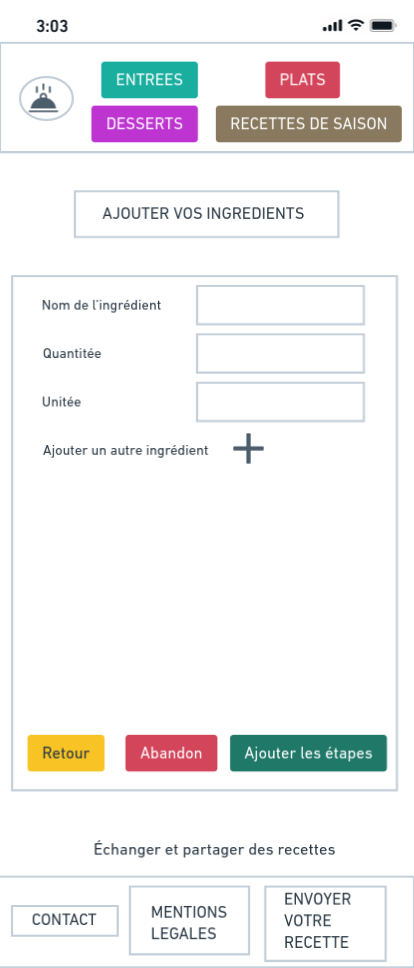 3:03
ENTREES
PLATS
DESSERTS
RECETTES DE SAISON
AJOUTER VOS INGREDIENTS
Nom de l'ingrédient
Quantitée
Unitée
Ajouter un autre ingrédient
Retour
Abandon
Ajouter les étapes
Échanger et partager des recettes
CONTACT
MENTIONS
LEGALES
ENVOYER
VOTRE
RECETTE